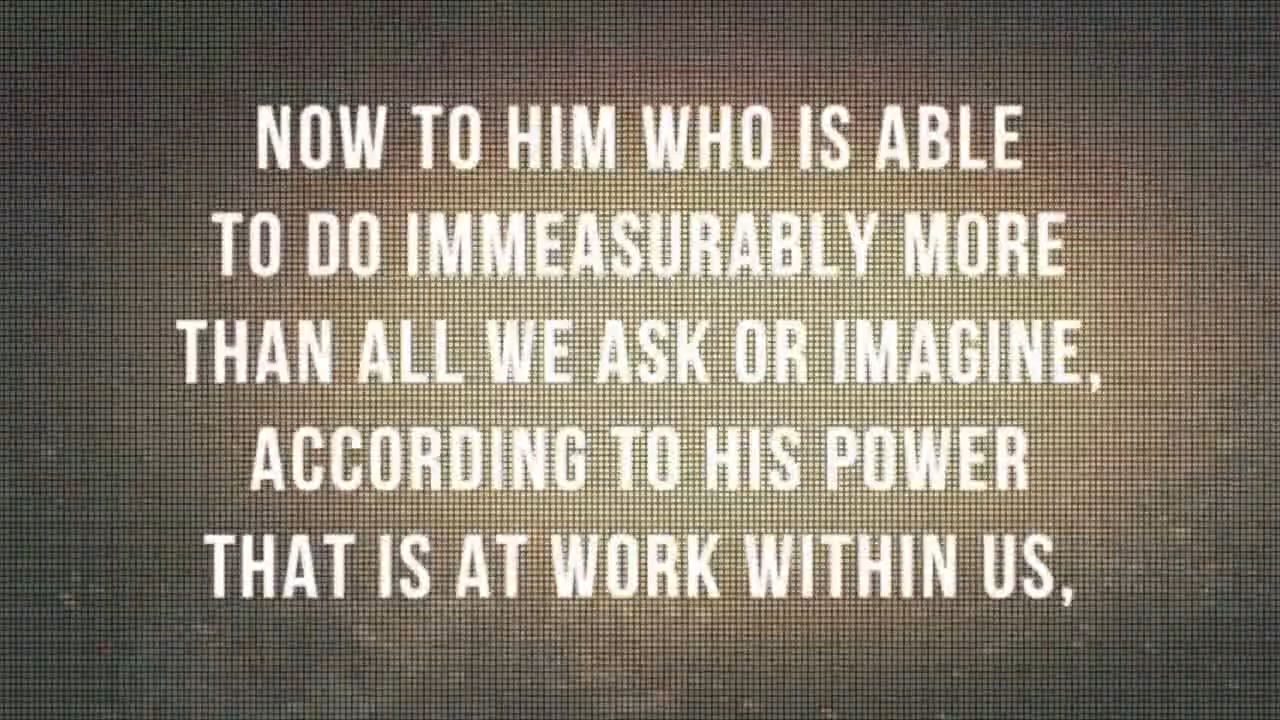 NOW TO HIM WHO IS ABLE
TO DO IMMEASURABLY MORE
THAN ALL WE ASK OR IMAGINE,
ACCORDING TO HIS POWER
THAT IS AT WORK WITHIN US,